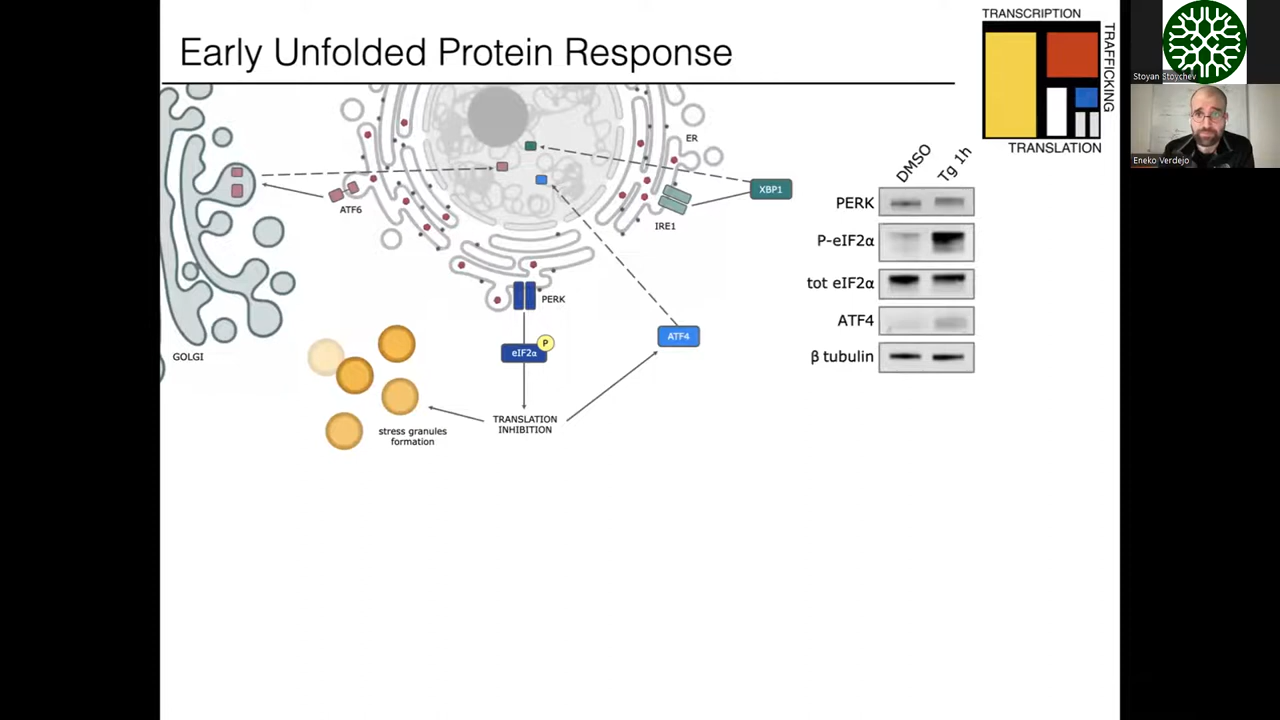 Early Unfolded Protein Response
TRANSCRIPTION
TRAFFICKING
TRANSLATION
Stoyan Stoychev
Eneko Verdejo
ER
XBP1
ATF6
IRE1
PERK
GOLGI
eIF2α
P
ATF4
TRANSLATION
INHIBITION
stress granules
formation
DMSO
Tg 1h
PERK
P-eIF2α
tot eIF2α
ATF4
β tubulin